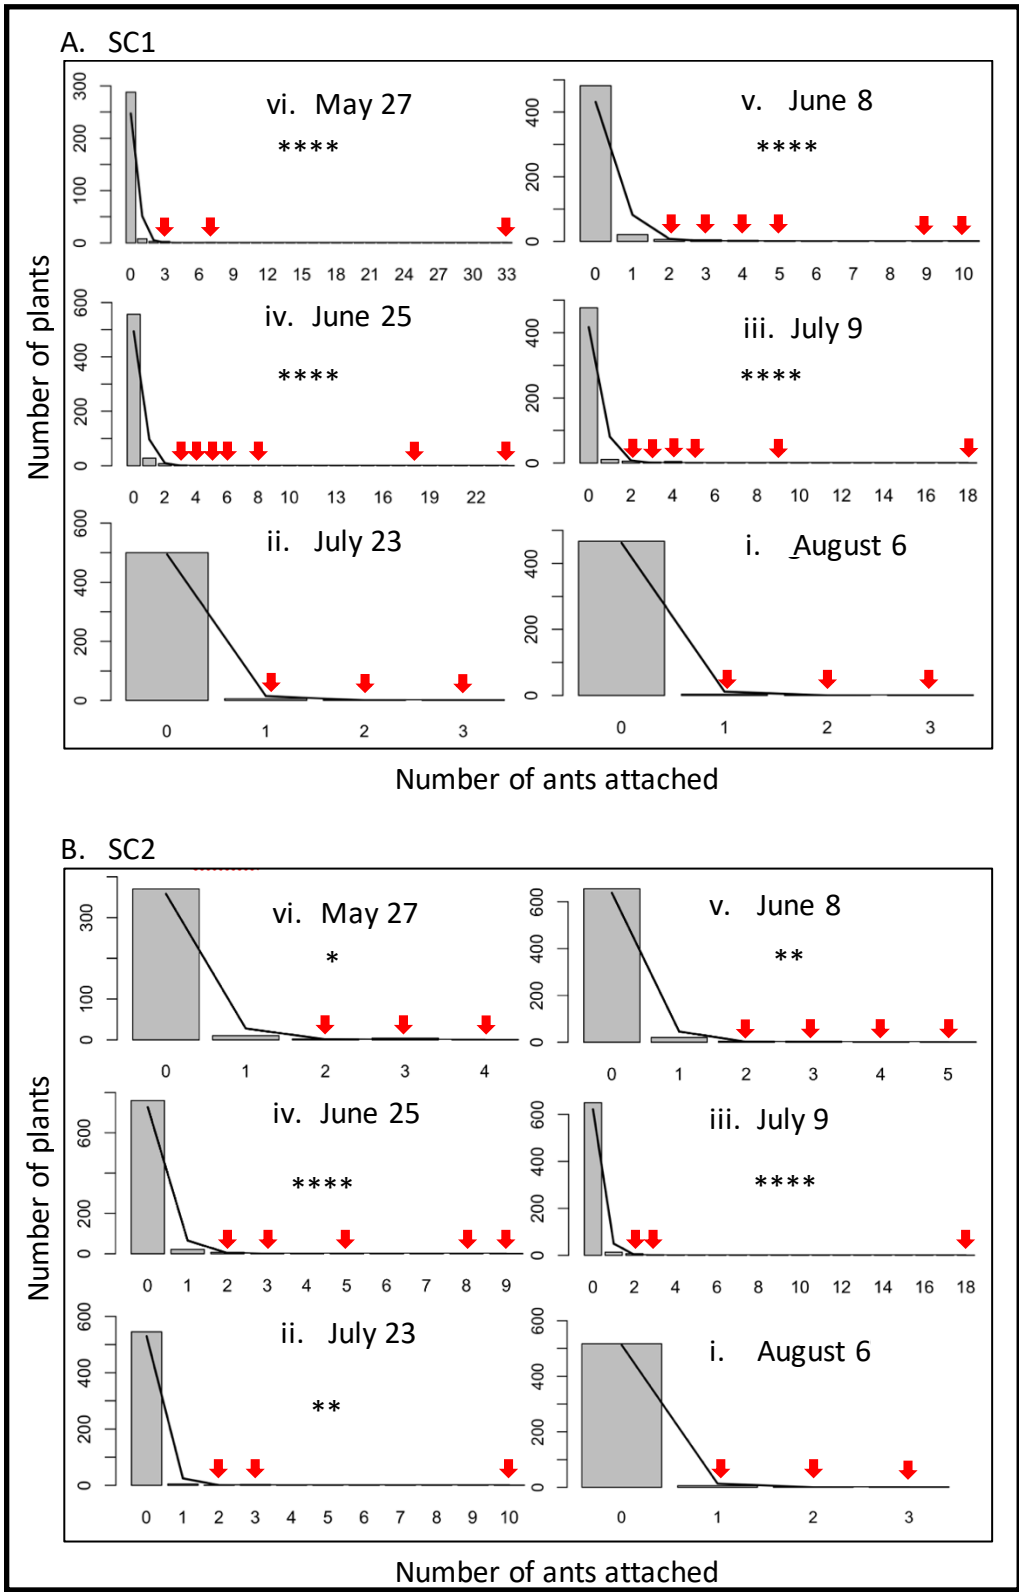 A. SC1
vi. May 27
****
300
200
100
0
0 3 6 9 12 15 18 21 24 27 30 33
v. June 8
****
400
200
0
0 1 2 3 4 5 6 7 8 9 10
iv. June 25
****
600
400
200
0
0 2 4 6 8 10 13 16 19 22
iii. July 9
****
400
200
0
0 2 4 6 8 10 12 14 16 18
ii. July 23
600
400
200
0
0 1 2 3
i. August 6
400
200
0
0 1 2 3
Number of plants
Number of ants attached
B. SC2
vi. May 27
*
300
100
0
0 1 2 3 4
v. June 8
**
600
400
200
0
0 1 2 3 4 5
iv. June 25
****
600
200
0
0 1 2 3 4 5 6 7 8 9
iii. July 9
****
600
400
200
0
0 2 4 6 8 10 12 14 16 18
ii. July 23
**
600
400
200
0
0 1 2 3 4 5 6 7 8 9 10
i. August 6
600
400
200
0
0 1 2 3
Number of plants
Number of ants attached